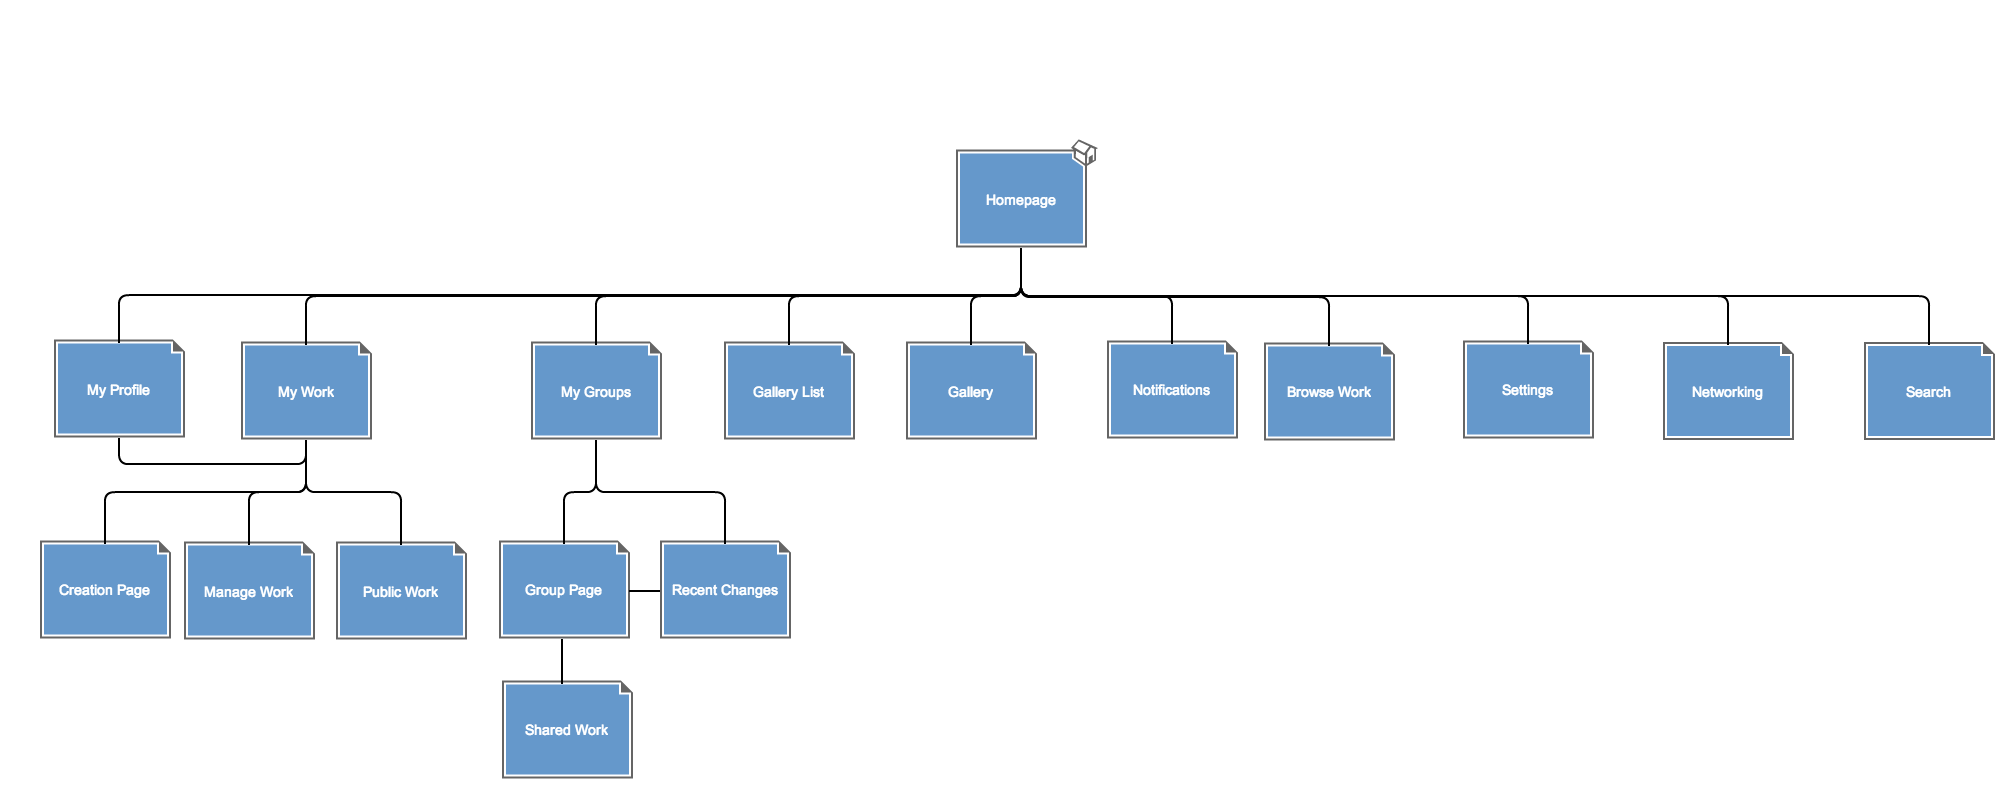 Homepage
My Profile
My Work
My Groups
Gallery List
Gallery
Notifications
Browse Work
Settings
Networking
Search
Creation Page
Manage Work
Public Work
Group Page
Recent Changes
Shared Work